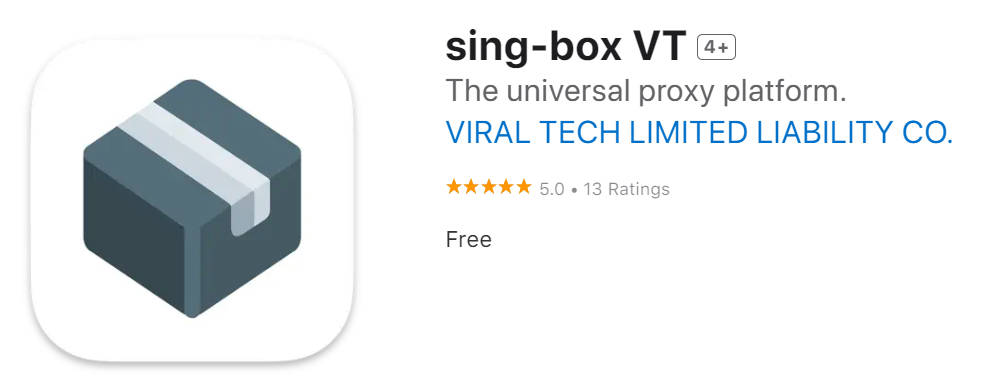 sing-box VT 4+
The universal proxy platform.
VIRAL TECH LIMITED LIABILITY CO.
★★★★★ 5.0 • 13 Ratings
Free